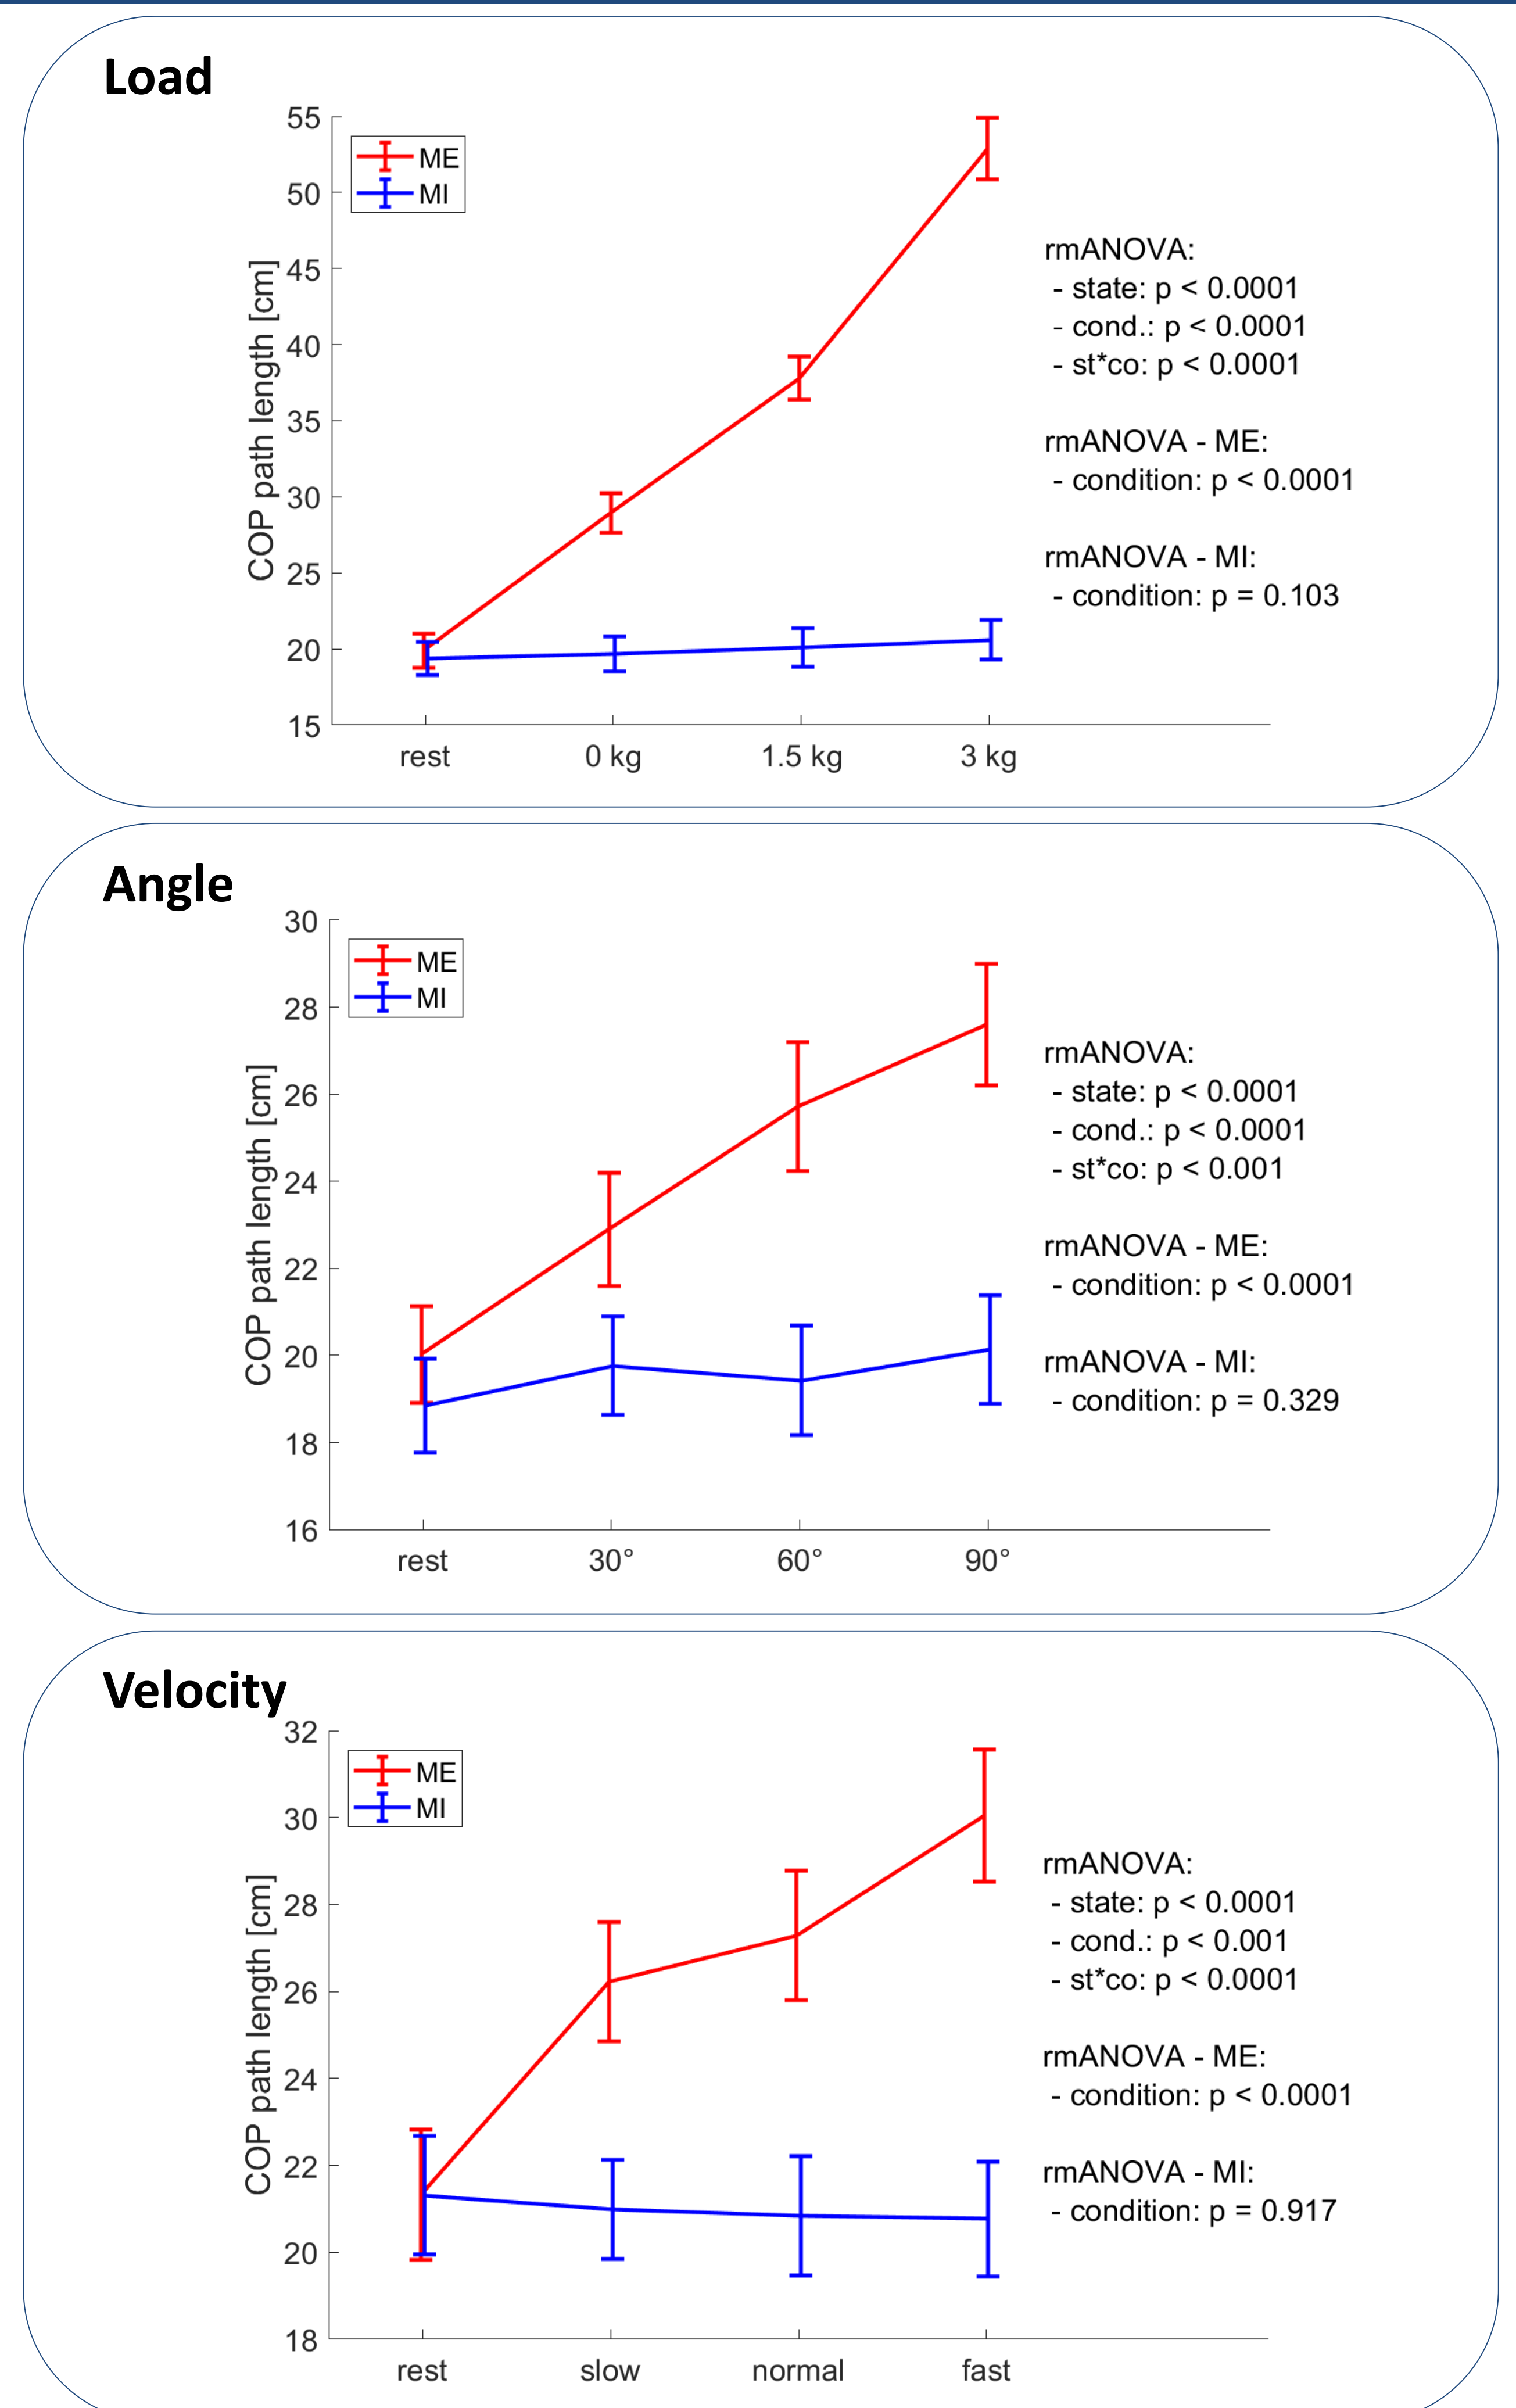 Load
55
50
45
40
35
30
25
20
15
COP path length [cm]
ME
MI
rest 0 kg 1.5 kg 3 kg
rmANOVA:
- state: p < 0.0001
- cond.: p < 0.0001
- st*co: p < 0.0001
rmANOVA - ME:
- condition: p < 0.0001
rmANOVA - MI:
- condition: p = 0.103
Angle
30
28
26
24
22
20
18
16
COP path length [cm]
ME
MI
rest 30° 60° 90°
rmANOVA:
- state: p < 0.0001
- cond.: p < 0.0001
- st*co: p < 0.001
rmANOVA - ME:
- condition: p < 0.0001
rmANOVA - MI:
- condition: p = 0.329
Velocity
32
30
28
26
24
22
20
18
COP path length [cm]
ME
MI
rest slow normal fast
rmANOVA:
- state: p < 0.0001
- cond.: p < 0.001
- st*co: p < 0.0001
rmANOVA - ME:
- condition: p < 0.0001
rmANOVA - MI:
- condition: p = 0.917